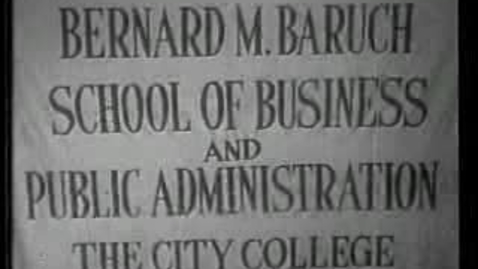 BERNARD M. BARUCH
SCHOOL OF BUSINESS
AND
PUBLIC ADMINISTRATION
THE CITY COLLEGE